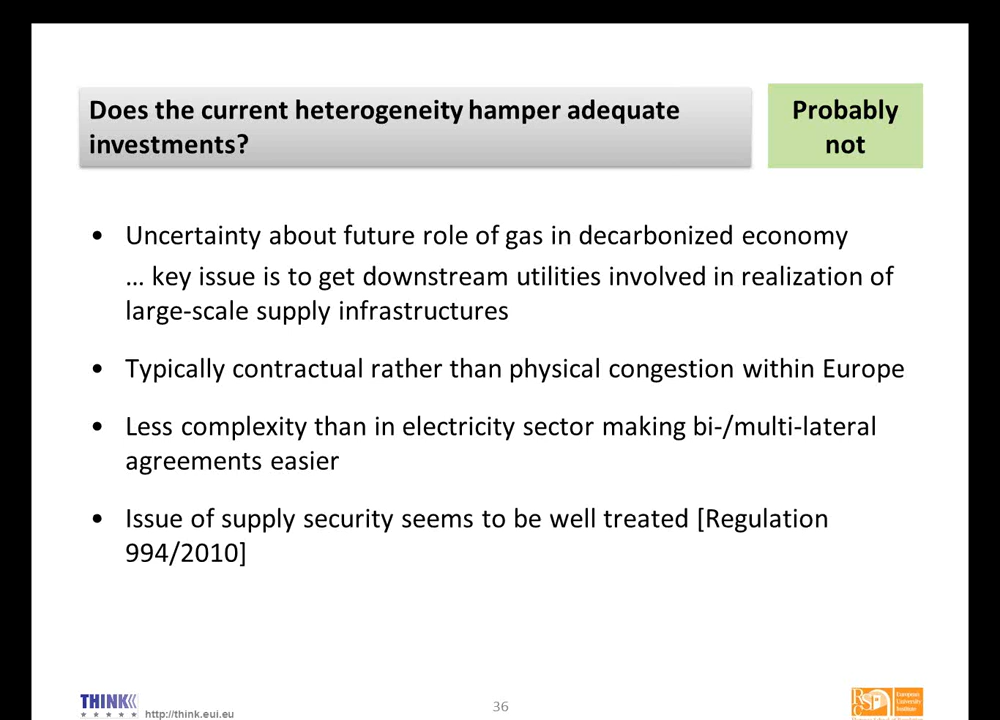 Does the current heterogeneity hamper adequate
investments?
Probably
not
• Uncertainty about future role of gas in decarbonized economy
… key issue is to get downstream utilities involved in realization of
large-scale supply infrastructures
• Typically contractual rather than physical congestion within Europe
• Less complexity than in electricity sector making bi-/multi-lateral
agreements easier
• Issue of supply security seems to be well treated [Regulation
994/2010]
THINK
http://think.eui.eu
36
European
University
Institute